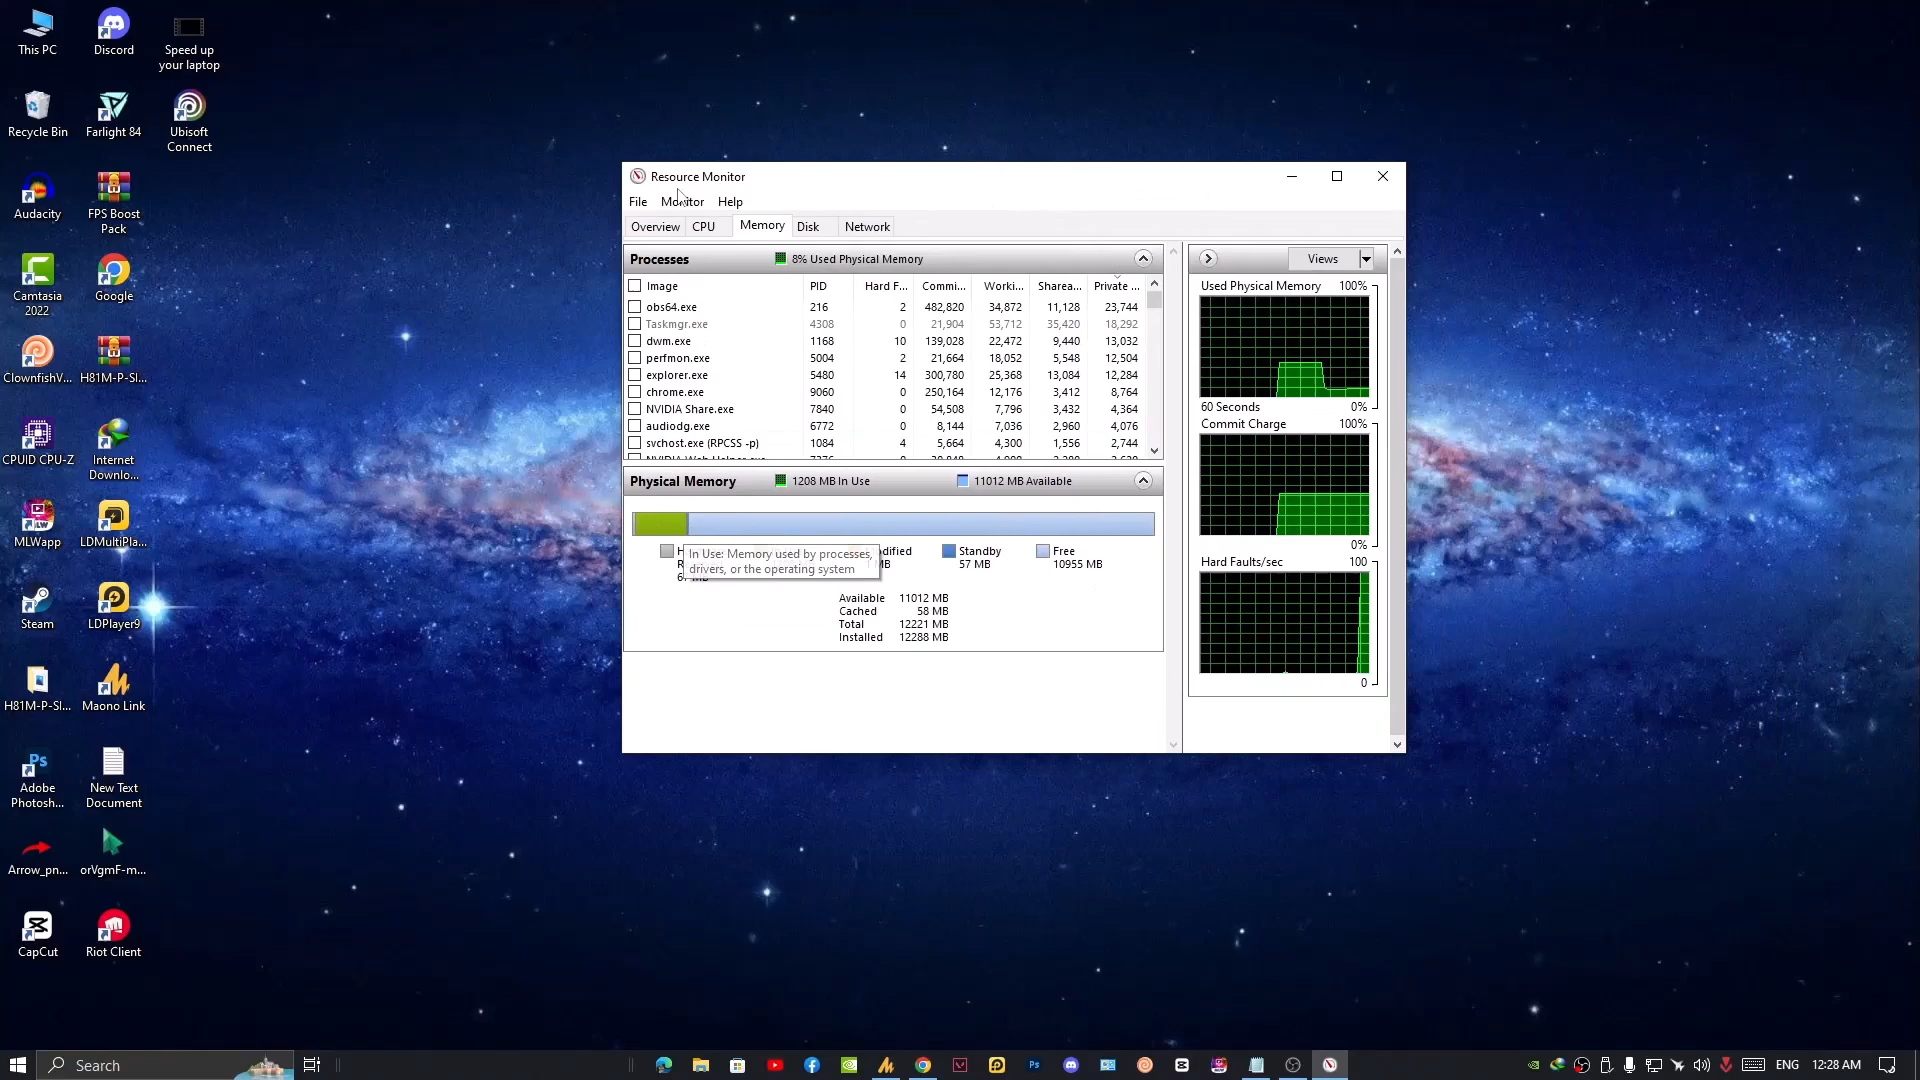 This PC
Discord
Speed up
your laptop
Recycle Bin
Farlight 84
Ubisoft
Connect
Audacity
FPS Boost
Pack
Camtasia
2022
Google
ClownfishV...
H81M-P-SI...
CPUID CPU-Z
Internet
Downlo...
MLWapp
LDMultiPla...
Steam
LDPlayer9
H81M-P-SI...
Maono Link
Adobe
Photosh...
New Text
Document
Arrow_pn...
orVgmF-m...
CapCut
Riot Client
Resource Monitor
File Monitor Help
Overview CPU Memory Disk Network
Processes 8% Used Physical Memory
Image PID Hard F... Commi... Worki... Sharea... Private ...
obs64.exe 216 2 482,820 34,872 11,128 23,744
Taskmgr.exe 4308 0 21,904 53,712 35,420 18,292
dwm.exe 1168 10 139,028 22,472 9,440 13,032
perfmon.exe 5004 2 21,664 18,052 5,548 12,504
explorer.exe 5480 14 300,780 25,368 13,084 12,284
chrome.exe 9060 0 250,164 12,176 3,412 8,764
NVIDIA Share.exe 7840 0 54,508 7,796 3,432 4,364
audiodg.exe 6772 0 8,144 7,036 2,960 4,076
svchost.exe (RPCSS -p) 1084 4 5,664 4,300 1,556 2,744
Physical Memory 1208 MB In Use 11012 MB Available
In Use: Memory used by processes,
drivers, or the operating system
Standby
57 MB
Free
10955 MB
Available 11012 MB
Cached 58 MB
Total 12221 MB
Installed 12288 MB
Views
Used Physical Memory 100%
60 Seconds 0%
Commit Charge 100%
0%
Hard Faults/sec 100
0
Search
ENG 12:28 AM